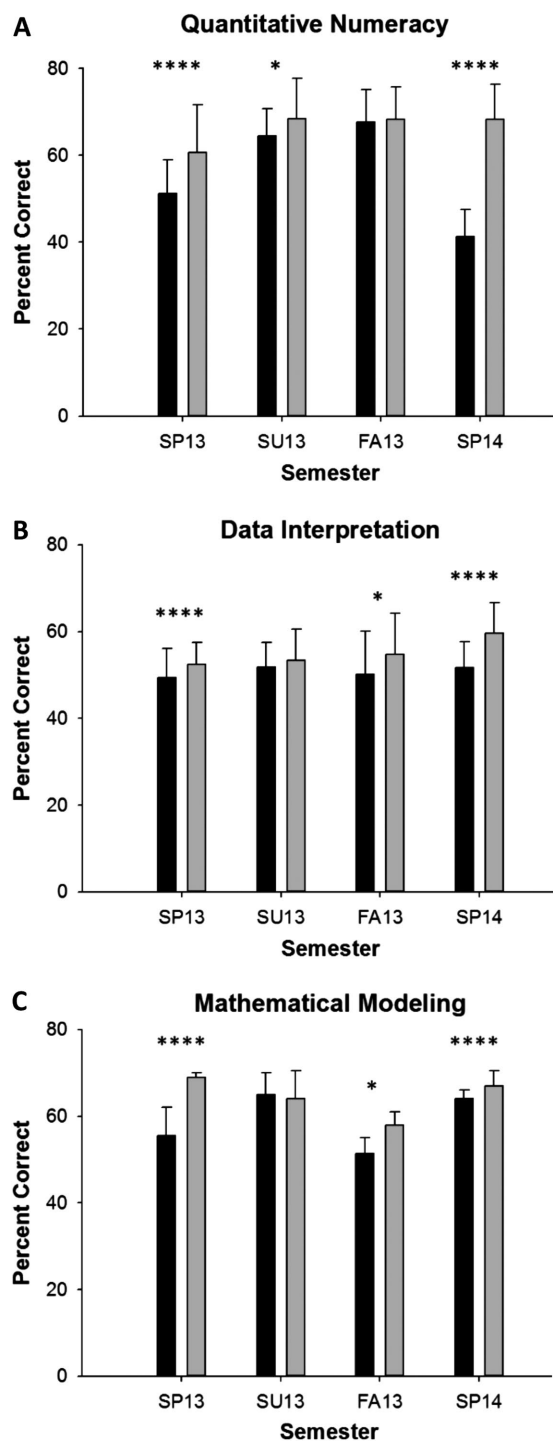 A
Quantitative Numeracy
80
60
40
20
0
Percent Correct
**** * ****
SP13 SU13 FA13 SP14
Semester
B
Data Interpretation
80
60
40
20
0
Percent Correct
**** * ****
SP13 SU13 FA13 SP14
Semester
C
Mathematical Modeling
80
60
40
20
0
Percent Correct
**** * ****
SP13 SU13 FA13 SP14
Semester